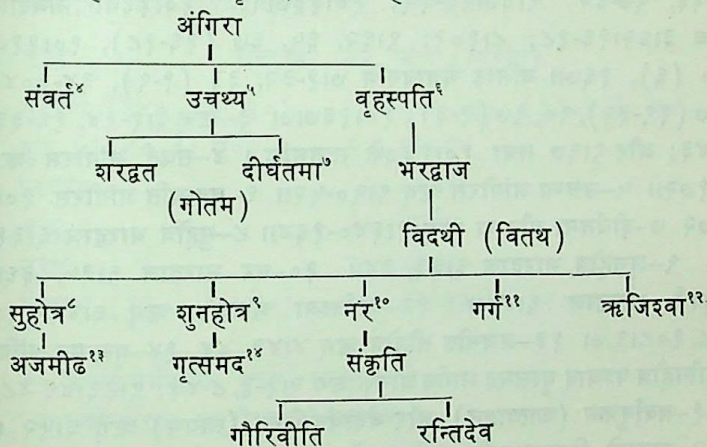 अंगिरा
संवर्त⁴ उचथ्य⁵ वृहस्पति⁶
शरद्वत दीर्घतमा⁷ भरद्वाज
(गोतम)
विदथी (वितथ)
सुहोत्र⁸ शुनहोत्र⁹ नर¹⁰ गर्ग¹¹ ऋजिश्वा¹²
अजमीढ¹³ गृत्समद¹⁴ संकृति
गौरिवीति रन्तिदेव